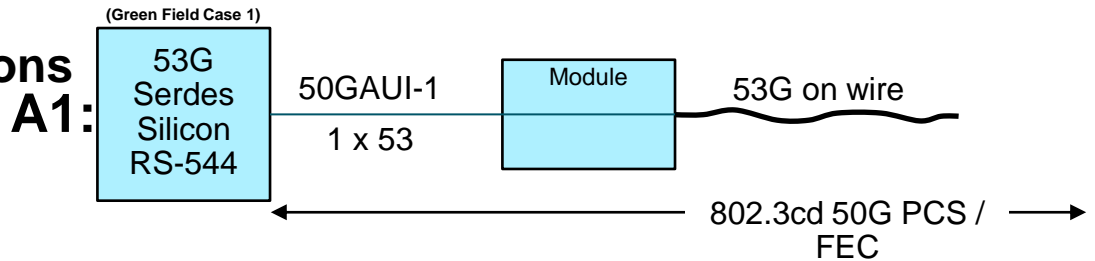 (Green Field Case 1)
ons
A1:
53G
Serdes
Silicon
RS-544
50GAUI-1
1 x 53
Module
53G on wire
802.3cd 50G PCS /
FEC